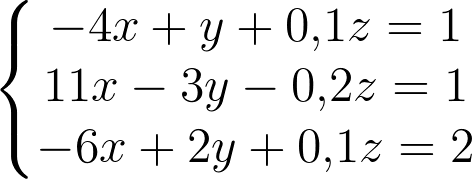 −4x + y + 0,1z = 1
11x − 3y − 0,2z = 1
−6x + 2y + 0,1z = 2